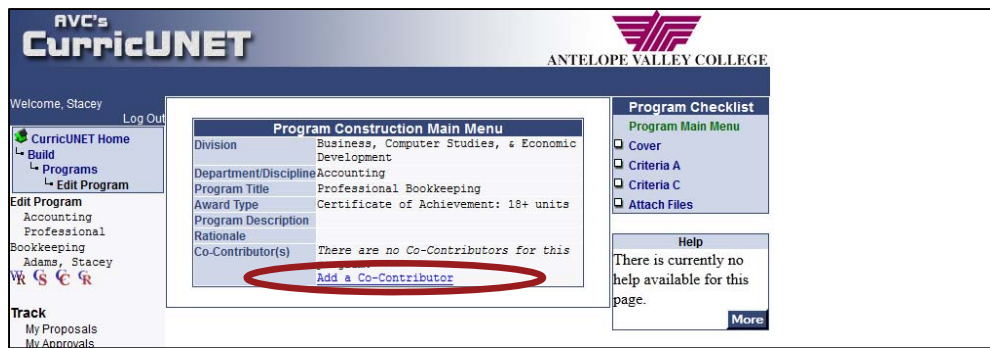 AVC's
CurricUNET
ANTELOPE VALLEY COLLEGE
Welcome, Stacey
Log Out
CurricUNET Home
Build
Programs
Edit Program
Edit Program
Accounting
Professional
Bookkeeping
Adams, Stacey
WR CS CC CR
Track
My Proposals
My Approvals
Program Construction Main Menu
Division Business, Computer Studies, & Economic
Development
Department/Discipline Accounting
Program Title Professional Bookkeeping
Award Type Certificate of Achievement: 18+ units
Program Description
Rationale
Co-Contributor(s) There are no Co-Contributors for this
Add a Co-Contributor
Program Checklist
Program Main Menu
Cover
Criteria A
Criteria C
Attach Files
Help
There is currently no
help available for this
page.
More